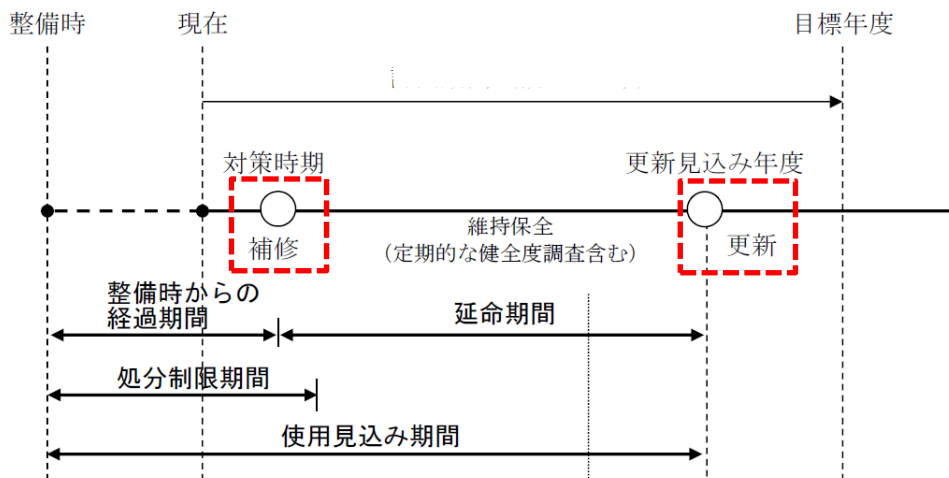 整備時
現在
目標年度
対策時期
更新見込み年度
補修
維持保全
（定期的な健全度調査含む）
更新
整備時からの
経過期間
延命期間
処分制限期間
使用見込み期間